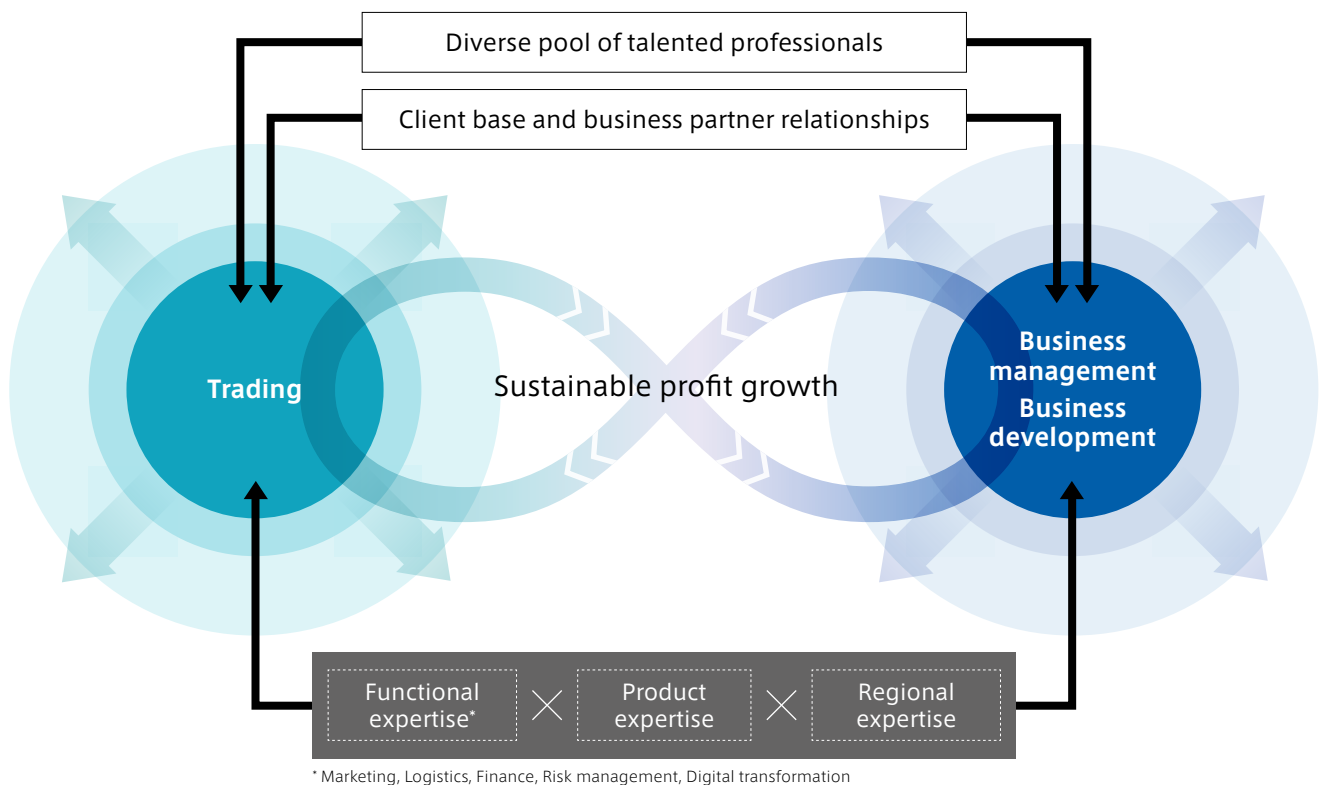 Diverse pool of talented professionals
Client base and business partner relationships
Trading
Sustainable profit growth
Business
management
Business
development
Functional
expertise*
×
Product
expertise
×
Regional
expertise
* Marketing, Logistics, Finance, Risk management, Digital transformation